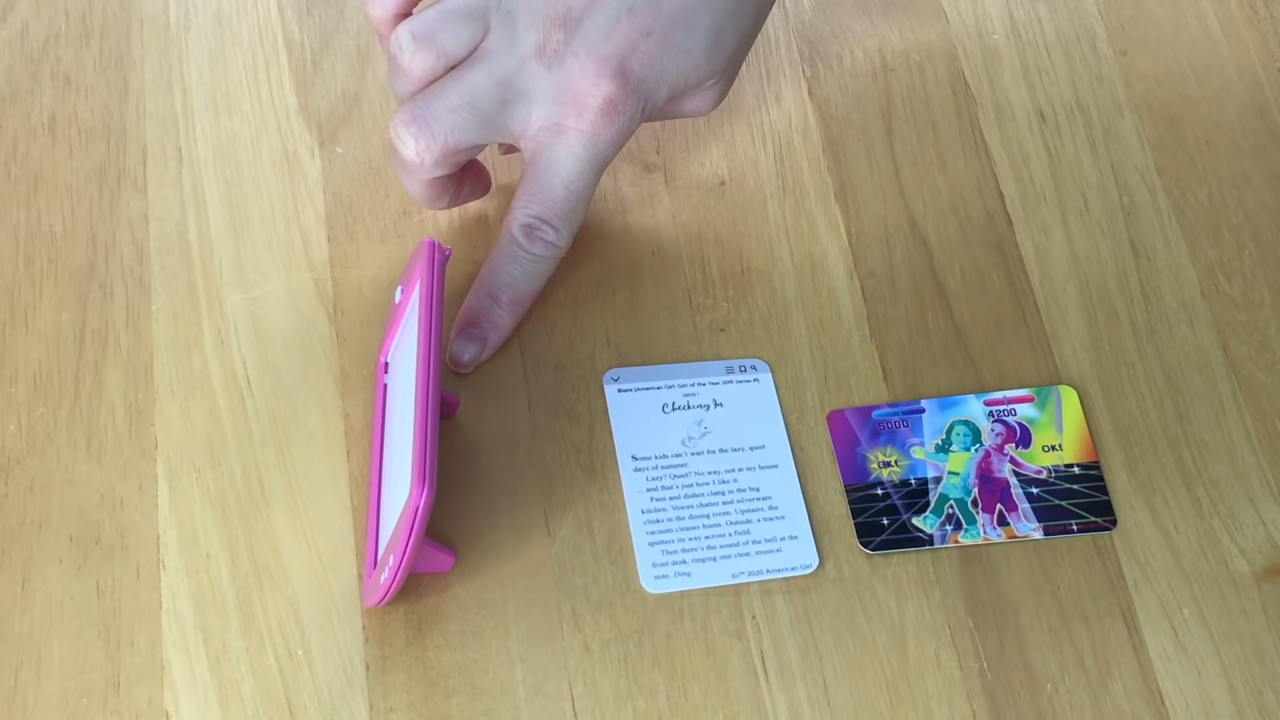 Blaire (American Girl: Girl of the Year 2019 Series #1)
Checking In
Some kids can't wait for the lazy, quiet
days of summer.
Lazy? Quiet? No way, not at my house
– and that's just how I like it.
Pans and dishes clang in the big
kitchen. Voices chatter and silverware
clinks in the dining room. Upstairs, the
vacuum cleaner hums. Outside, a tractor
sputters its way across a field.
Then there's the sound of the bell at the
front desk, ringing one clear, musical
note. Ding.
©/™ 2020 American Girl
5000
4200
OK!
OK!